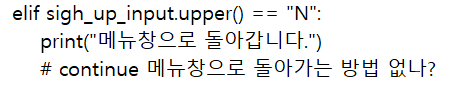 elif sigh_up_input.upper() == "N":
print("메뉴창으로 돌아갑니다.")
# continue 메뉴창으로 돌아가는 방법 없나?